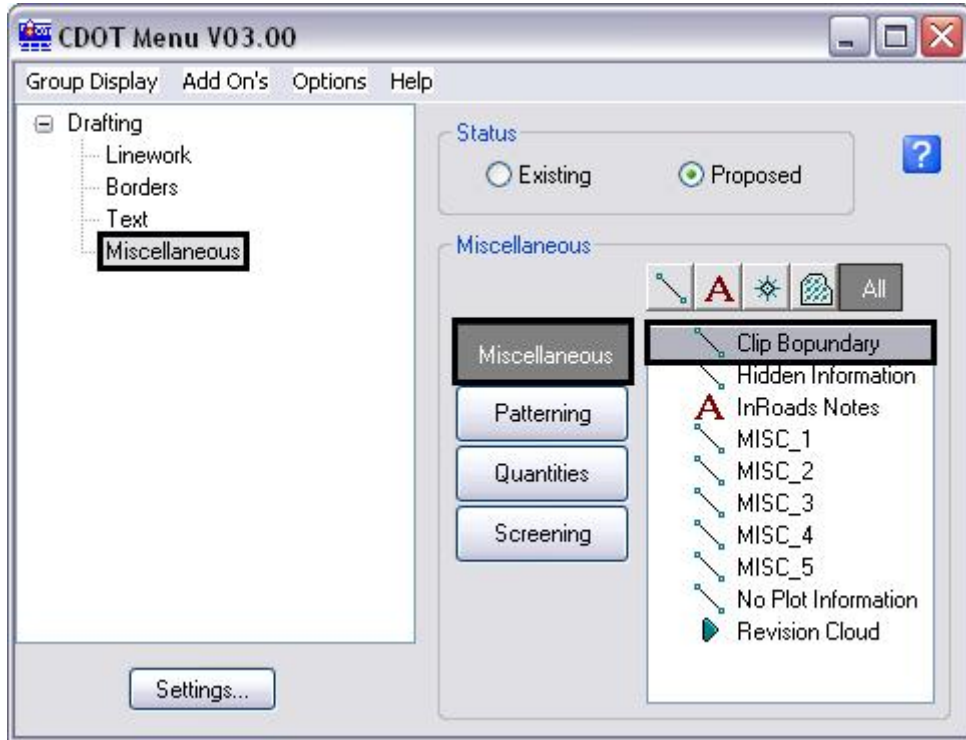 CDOT Menu V03.00
Group Display Add On's Options Help
Drafting
Linework
Borders
Text
Miscellaneous
Settings...
Status
Existing Proposed
?
Miscellaneous
A All
Miscellaneous
Patterning
Quantities
Screening
Clip Bopundary
Hidden Information
A InRoads Notes
MISC_1
MISC_2
MISC_3
MISC_4
MISC_5
No Plot Information
Revision Cloud